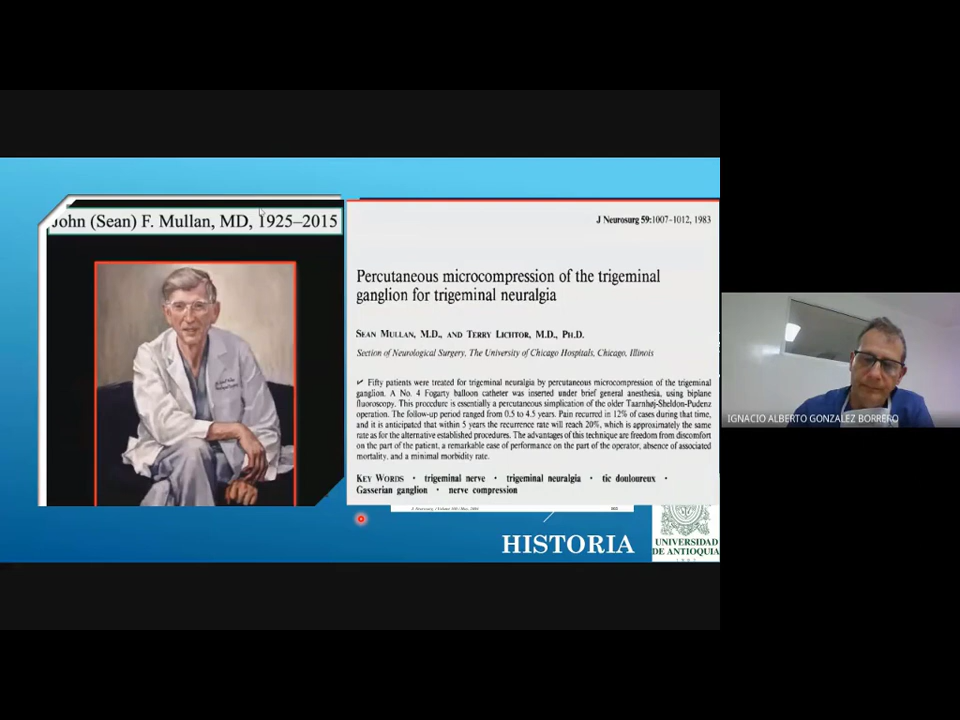 John (Sean) F. Mullan, MD, 1925–2015
J Neurosurg 59:1007–1012, 1983
Percutaneous microcompression of the trigeminal
ganglion for trigeminal neuralgia
SEAN MULLAN, M.D., AND TERRY LICHTOR, M.D., PH.D.
Section of Neurological Surgery, The University of Chicago Hospitals, Chicago, Illinois
✓ Fifty patients were treated for trigeminal neuralgia by percutaneous microcompression of the trigeminal
ganglion. A No. 4 Fogarty balloon catheter was inserted under brief general anesthesia, using biplane
fluoroscopy. This procedure is essentially a percutaneous simplication of the older Taarnhøj-Sheldon-Pudenz
operation. The follow-up period ranged from 0.5 to 4.5 years. Pain recurred in 12% of cases during that time,
and it is anticipated that within 5 years the recurrence rate will reach 20%, which is approximately the same
rate as for the alternative established procedures. The advantages of this technique are freedom from discomfort
on the part of the patient, a remarkable ease of performance on the part of the operator, absence of associated
mortality, and a minimal morbidity rate.
KEY WORDS • trigeminal nerve • trigeminal neuralgia • tic douloureux •
Gasserian ganglion • nerve compression
HISTORIA
UNIVERSIDAD
DE ANTIOQUIA
IGNACIO ALBERTO GONZALEZ BORRERO